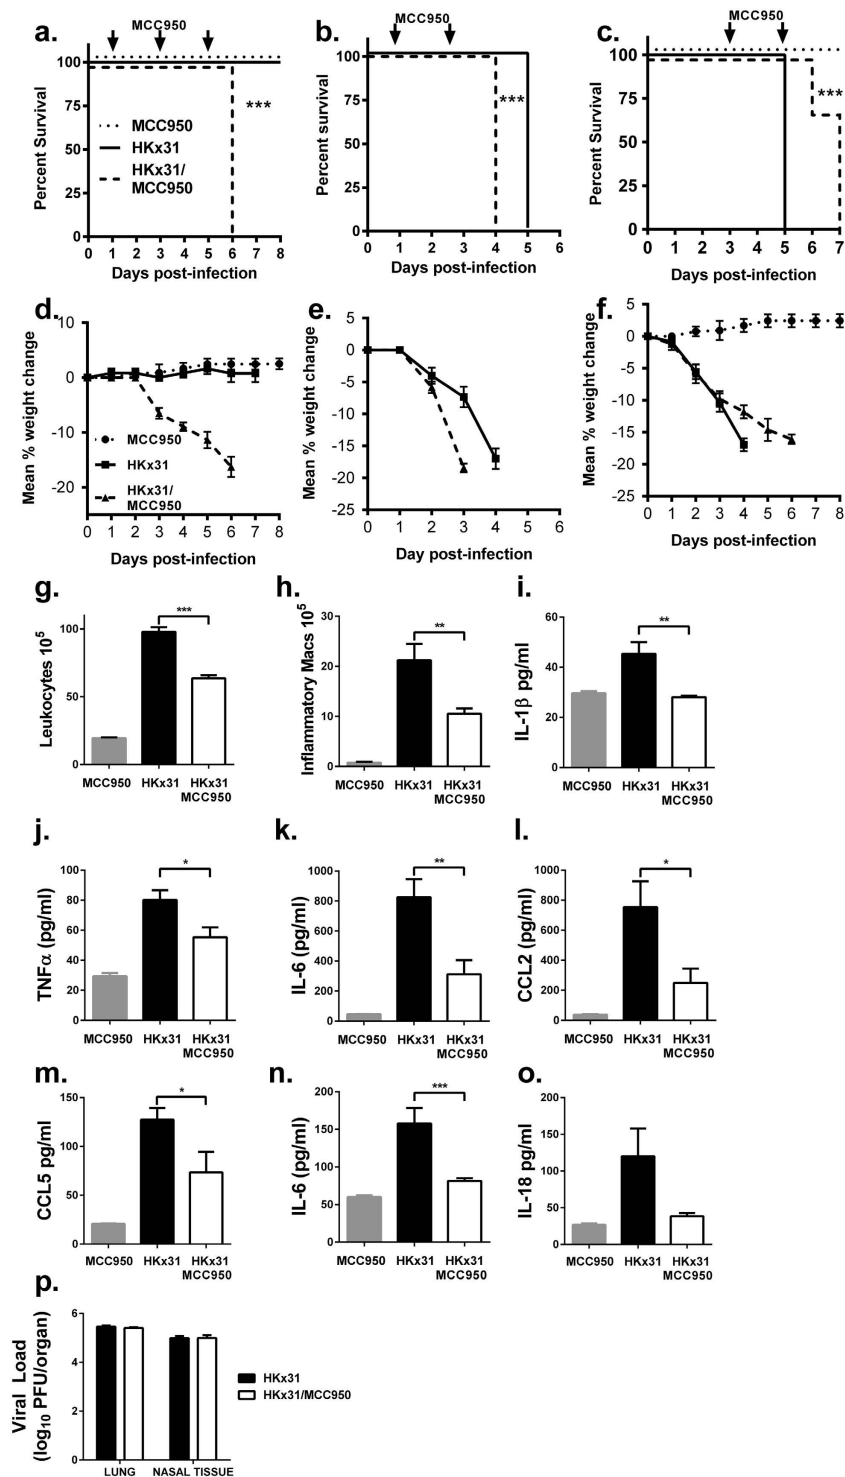 a.
MCC950
Percent Survival
100
75
50
25
0
MCC950
HKx31
HKx31/
MCC950
***
0 1 2 3 4 5 6 7 8
Days post-infection
b.
MCC950
Percent Survival
100
75
50
25
0
***
0 1 2 3 4 5 6
Days post-infection
c.
MCC950
Percent Survival
100
75
50
25
0
***
0 1 2 3 4 5 6 7
Days post-infection
d.
Mean % weight change
10
0
-10
-20
MCC950
HKx31
HKx31/
MCC950
0 1 2 3 4 5 6 7 8
Days post-infection
e.
Mean % weight change
5
0
-5
-10
-15
-20
-25
0 1 2 3 4 5 6
Day post-infection
f.
Mean % weight change
5
0
-5
-10
-15
-20
-25
0 1 2 3 4 5 6 7 8
Days post-infection
g.
Leukocytes 10⁵
100
50
0
***
MCC950 HKx31 HKx31
MCC950
h.
Inflammatory Macs 10⁵
30
20
10
0
**
MCC950 HKx31 HKx31
MCC950
i.
IL-1β pg/ml
60
40
20
0
**
MCC950 HKx31 HKx31
MCC950
j.
TNFα (pg/ml)
100
80
60
40
20
0
*
MCC950 HKx31 HKx31
MCC950
k.
IL-6 (pg/ml)
1000
800
600
400
200
0
**
MCC950 HKx31 HKx31
MCC950
l.
CCL2 (pg/ml)
1000
800
600
400
200
0
*
MCC950 HKx31 HKx31
MCC950
m.
CCL5 pg/ml
150
100
50
0
*
MCC950 HKx31 HKx31
MCC950
n.
IL-6 (pg/ml)
200
150
100
50
0
***
MCC950 HKx31 HKx31
MCC950
o.
IL-18 pg/ml
200
150
100
50
0
MCC950 HKx31 HKx31
MCC950
p.
Viral Load
(log₁₀ PFU/organ)
6
4
2
0
LUNG NASAL TISSUE
HKx31
HKx31/MCC950